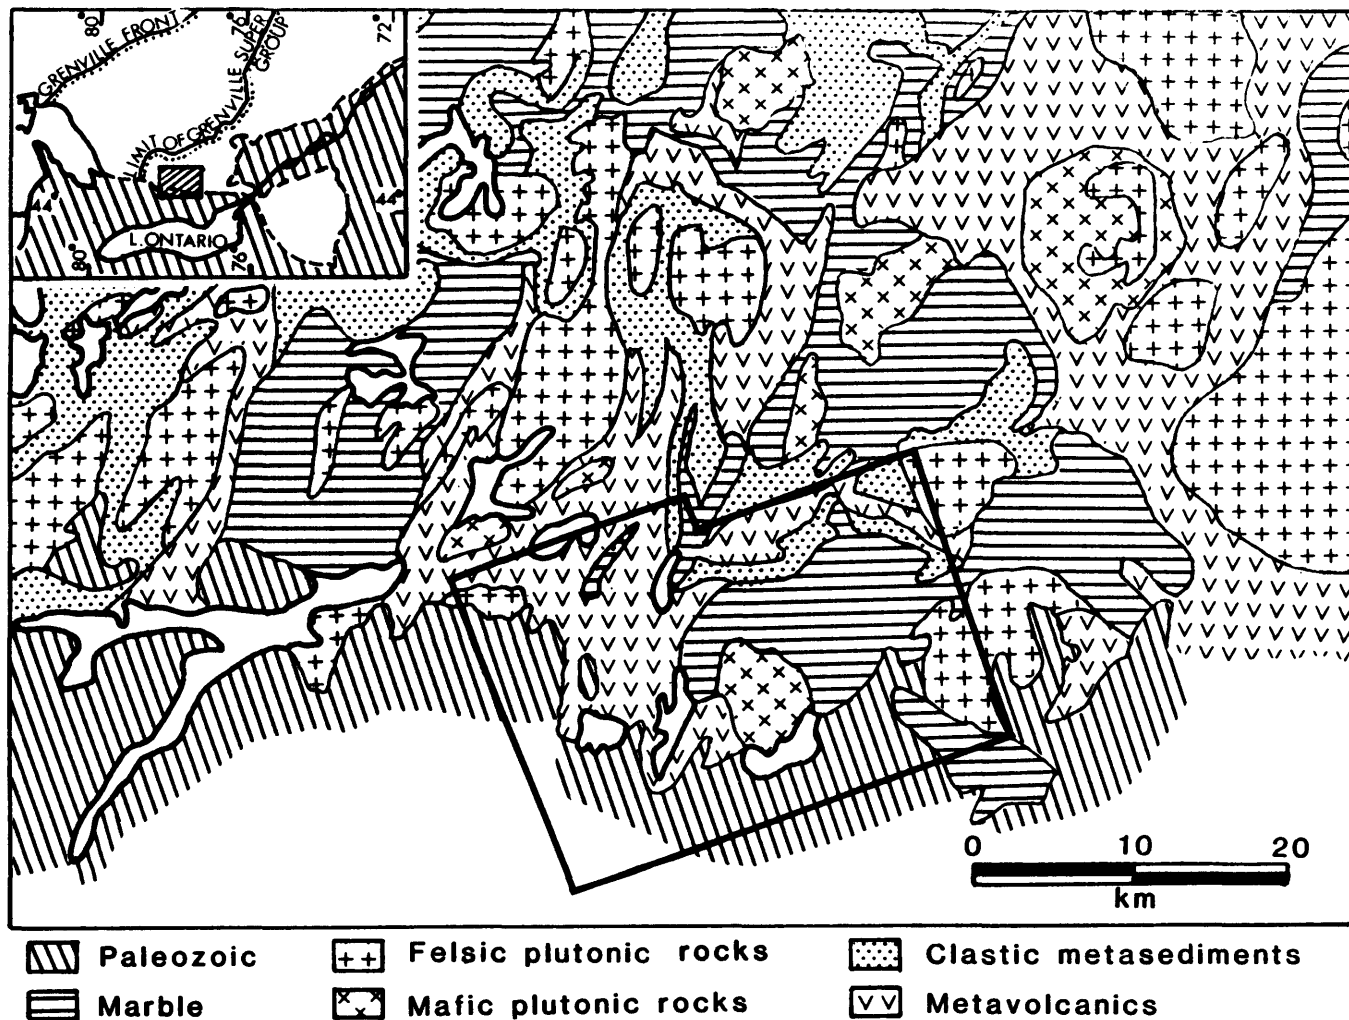 80°
76°
72°
GRENVILLE FRONT
LIMIT OF GRENVILLE SUPER
GROUP
44°
44°
L. ONTARIO
80°
76°
0 10 20
km
Paleozoic
Felsic plutonic rocks
Clastic metasediments
Marble
Mafic plutonic rocks
Metavolcanics